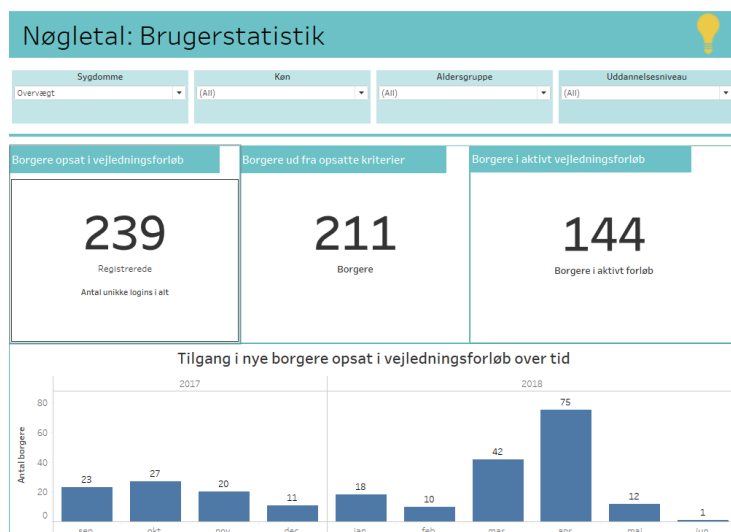 Nøgletal: Brugerstatistik
Sygdomme
Køn
Aldersgruppe
Uddannelsesniveau
Overvægt
(All)
(All)
(All)
Borgere opsat i vejledningsforløb
Borgere ud fra opsatte kriterier
Borgere i aktivt vejledningsforløb
239
Registrerede
Antal unikke logins i alt
211
Borgere
144
Borgere i aktivt forløb
Tilgang i nye borgere opsat i vejledningsforløb over tid
2017
2018
Antal borgere
80
60
40
20
0
23
27
20
11
18
10
42
75
12
1
sep
okt
nov
dec
jan
feb
mar
apr
maj
jun